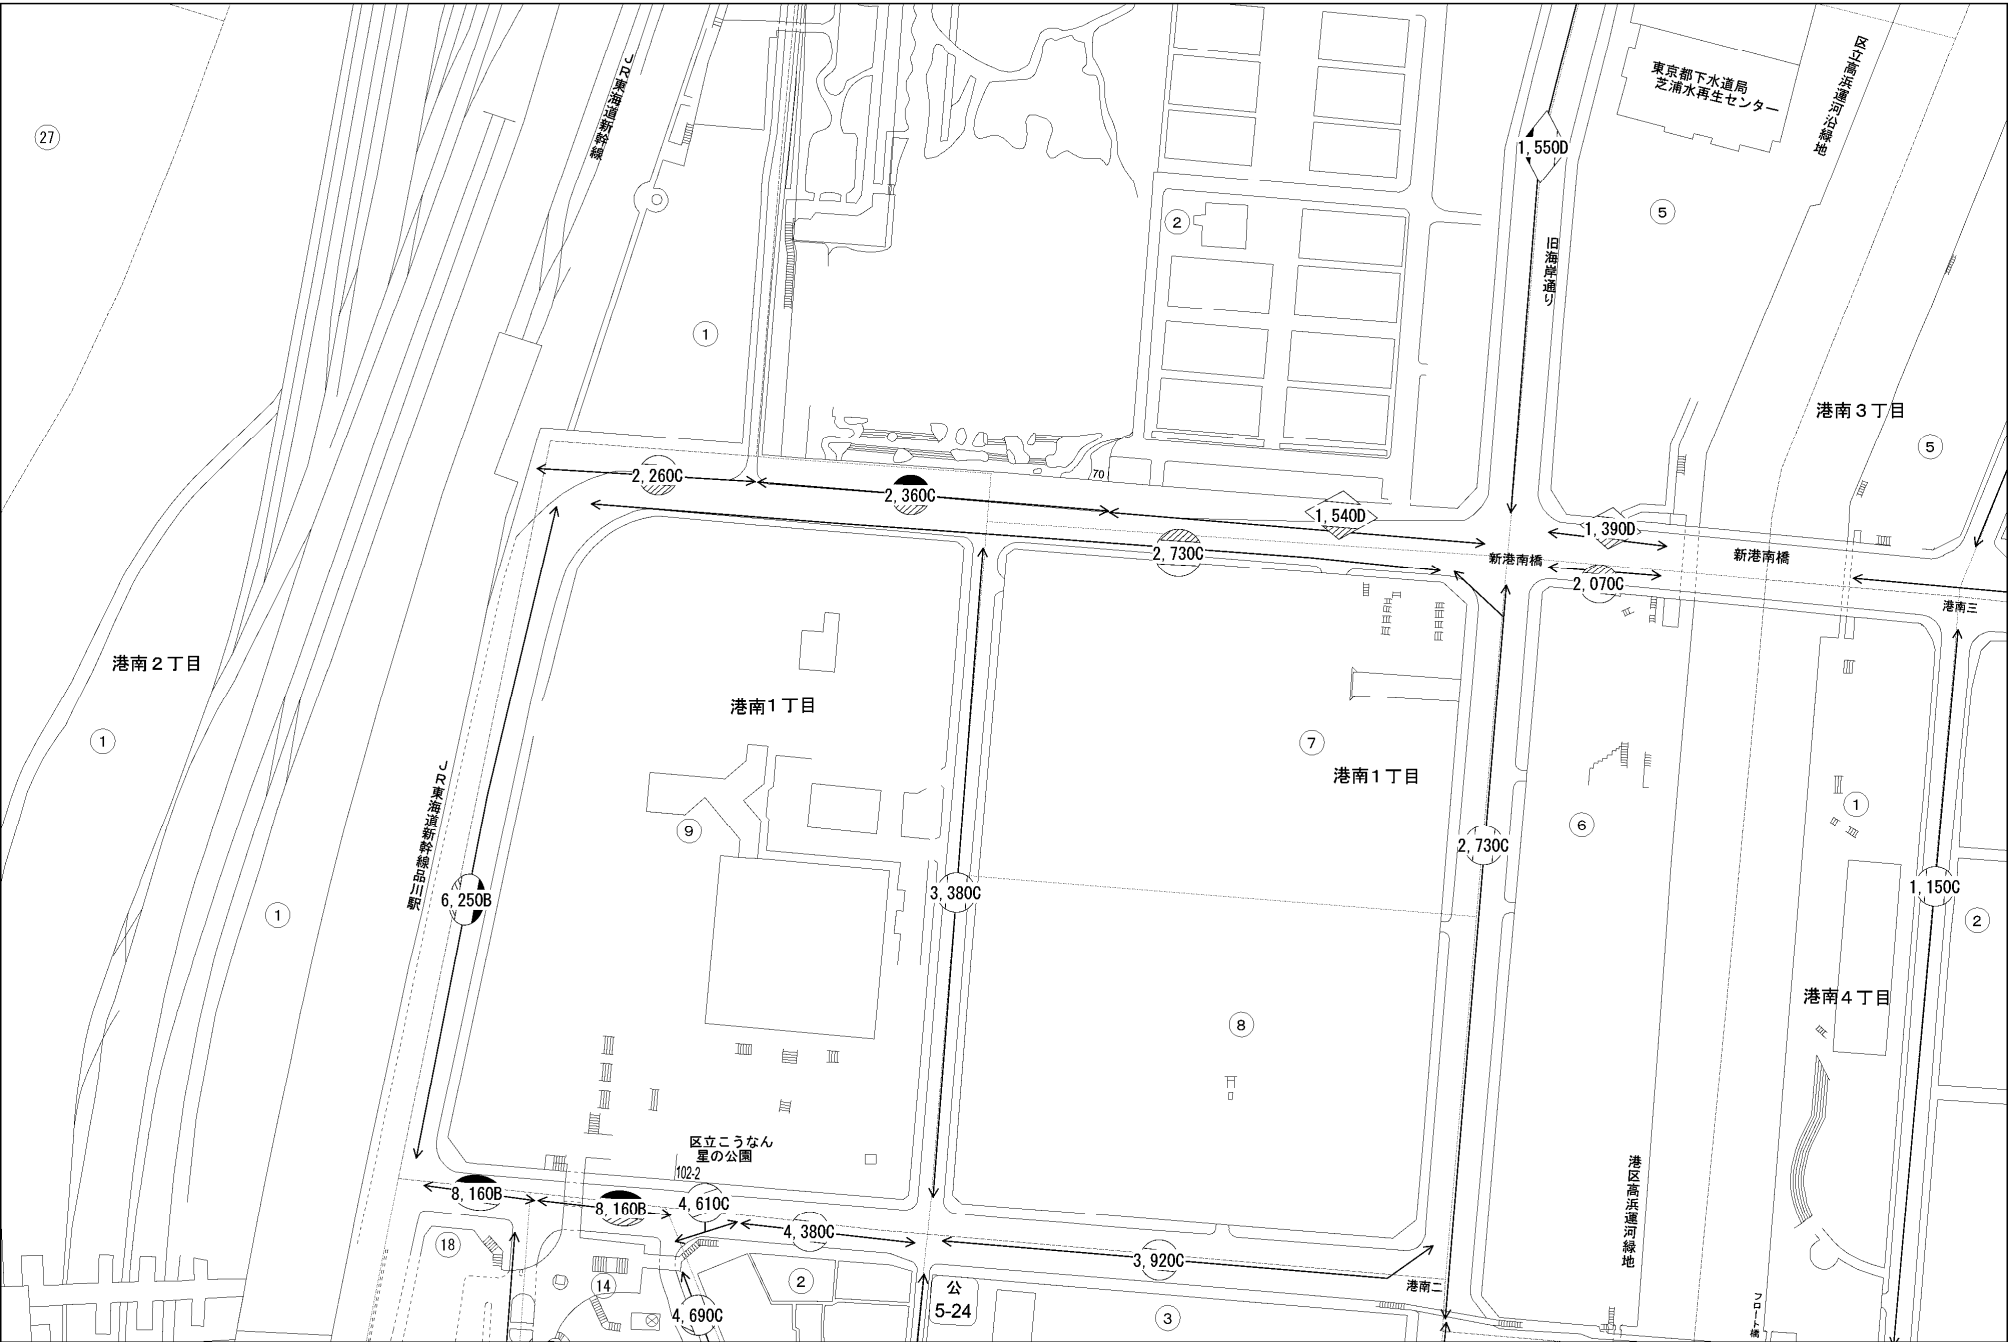 JR東海道新幹線
東京都下水道局
芝浦水再生センター
区立高浜運河沿緑地
27
1,550D
2
5
旧海岸通り
1
港南3丁目
5
2,260C
70
2,360C
1,540D
1,390D
2,730C
新港南橋
新港南橋
2,070C
港南三
港南2丁目
港南1丁目
1
7
港南1丁目
JR東海道新幹線品川駅
9
6
1
2,730C
6,250B
3,380C
1,150C
1
2
港南4丁目
8
区立こうなん
星の公園
102-2
8,160B
8,160B
4,610C
4,380C
港区高浜運河緑地
18
3,920C
14
2
公
5-24
港南二
4,690C
3
フロート橋